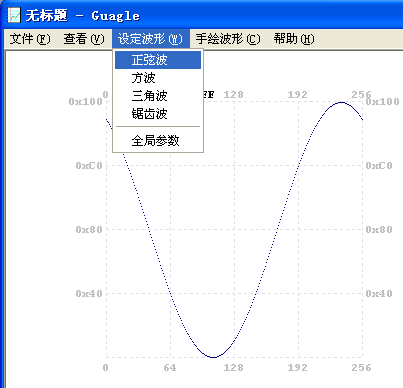 无标题 - Guagle
文件(F) 查看(V) 设定波形(W) 手绘波形(C) 帮助(H)
正弦波
方波
三角波
锯齿波
全局参数
0 FF 128 192 256
0x100 0x100
0xC0 0xC0
0x80 0x80
0x40 0x40
0 64 128 192 256